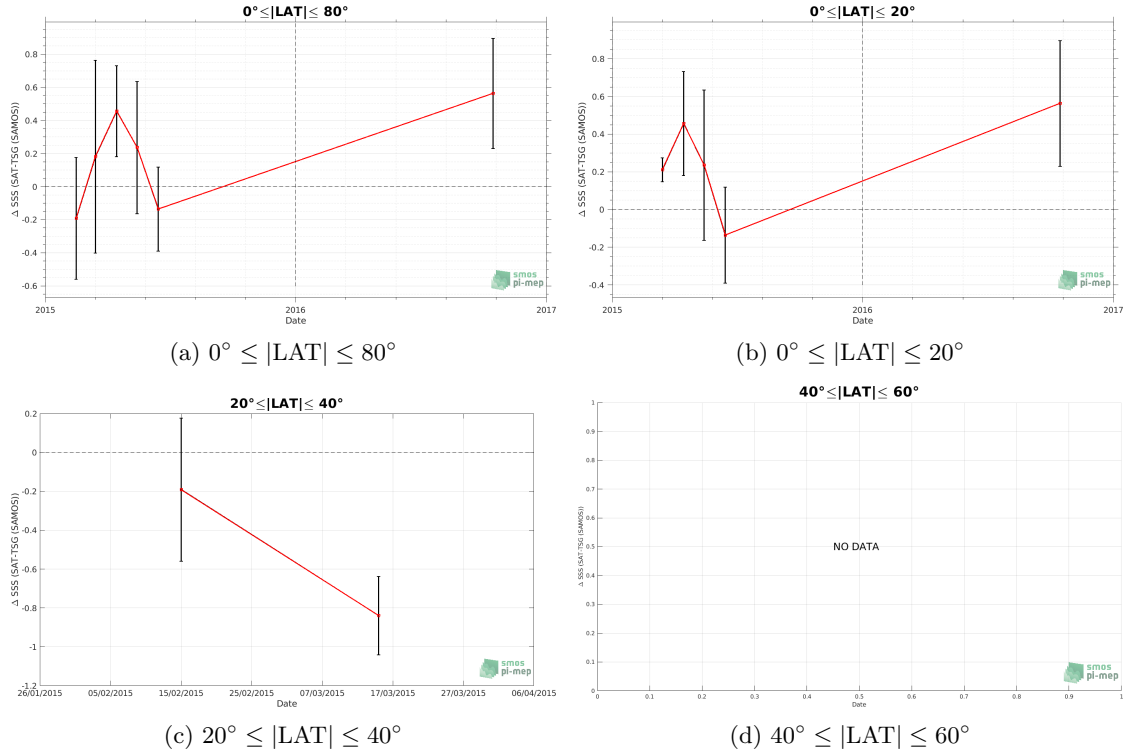 0°≤|LAT|≤ 80°
Δ SSS (SAT-TSG (SAMOS))
0.8
0.6
0.4
0.2
0
-0.2
-0.4
-0.6
2015
2016
2017
Date
smos
pi-mep
(a) 0° ≤ |LAT| ≤ 80°
0°≤|LAT|≤ 20°
Δ SSS (SAT-TSG (SAMOS))
0.8
0.6
0.4
0.2
0
-0.2
-0.4
2015
2016
2017
Date
smos
pi-mep
(b) 0° ≤ |LAT| ≤ 20°
20°≤|LAT|≤ 40°
Δ SSS (SAT-TSG (SAMOS))
0.2
0
-0.2
-0.4
-0.6
-0.8
-1
-1.2
26/01/2015 05/02/2015 15/02/2015 25/02/2015 07/03/2015 17/03/2015 27/03/2015 06/04/2015
Date
smos
pi-mep
(c) 20° ≤ |LAT| ≤ 40°
40°≤|LAT|≤ 60°
Δ SSS (SAT-TSG (SAMOS))
1
0.9
0.8
0.7
0.6
0.5
0.4
0.3
0.2
0.1
0
NO DATA
0 0.1 0.2 0.3 0.4 0.5 0.6 0.7 0.8 0.9 1
Date
smos
pi-mep
(d) 40° ≤ |LAT| ≤ 60°